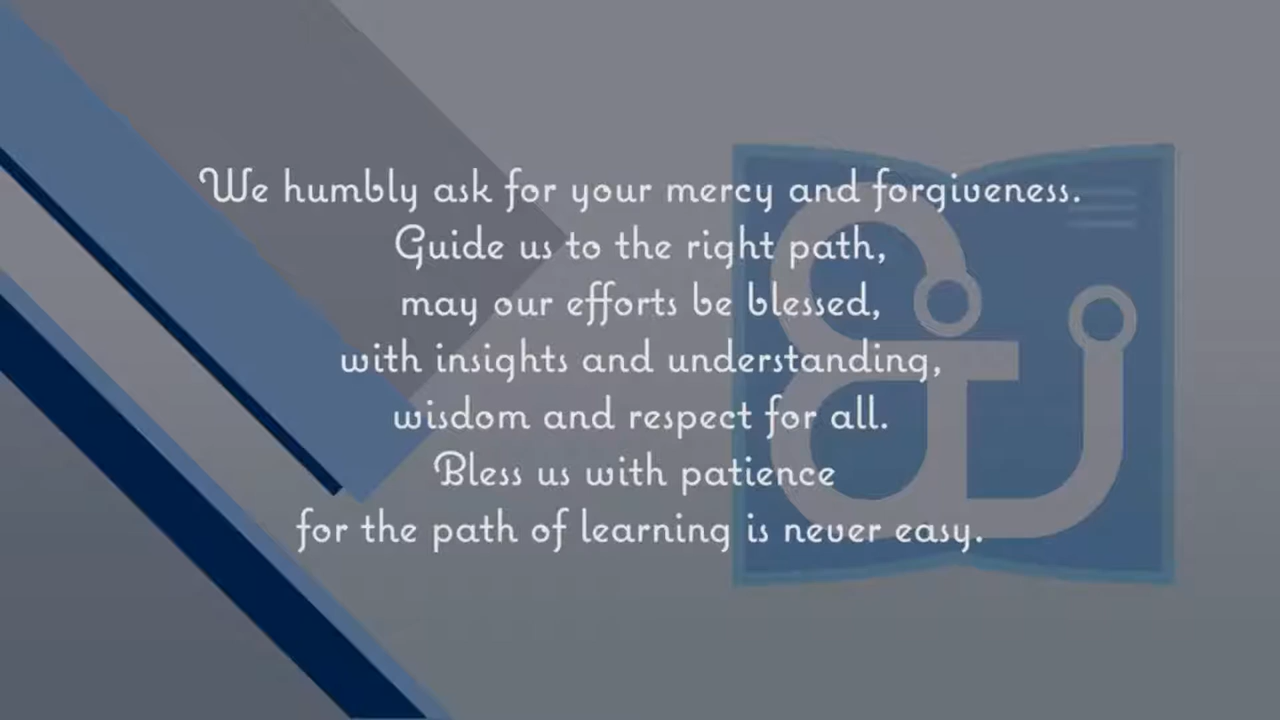 We humbly ask for your mercy and forgiveness.
Guide us to the right path,
may our efforts be blessed,
with insights and understanding,
wisdom and respect for all.
Bless us with patience
for the path of learning is never easy.